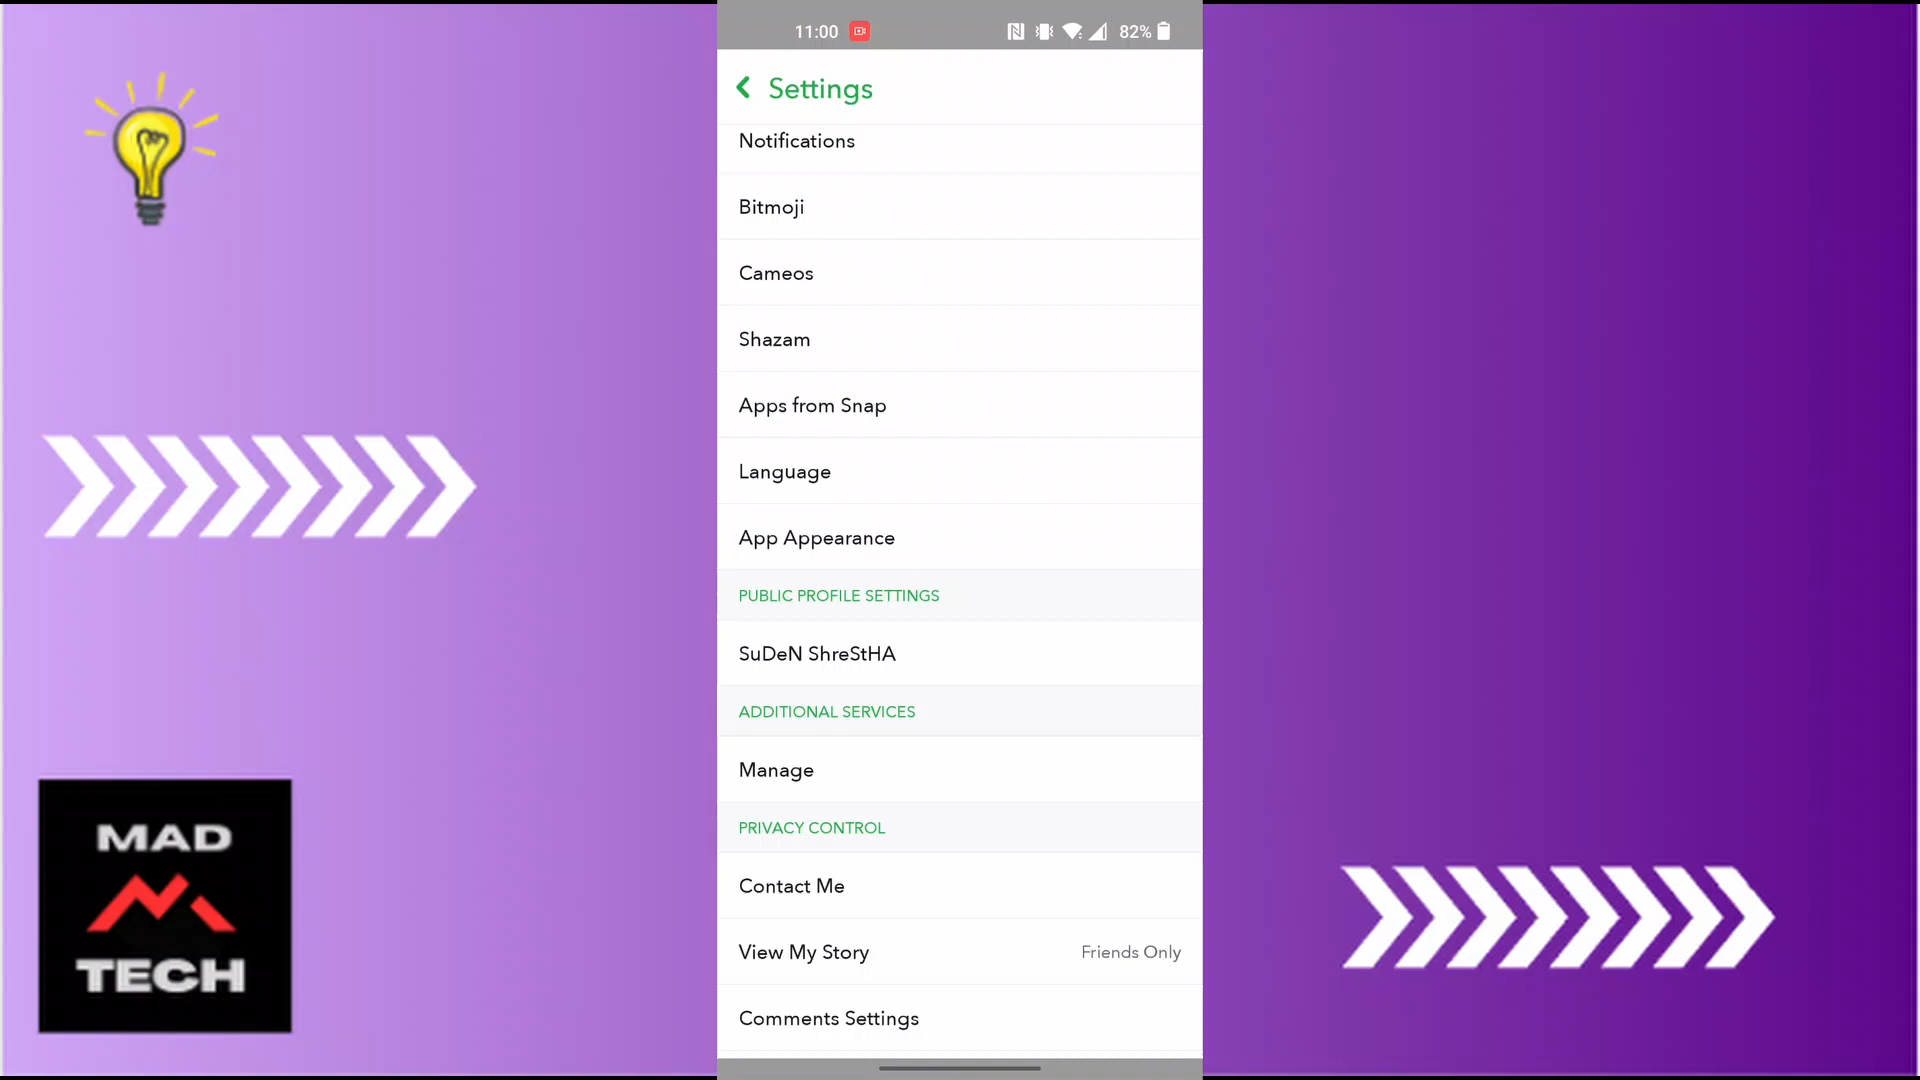 11:00
82%
Settings
Notifications
Bitmoji
Cameos
Shazam
Apps from Snap
Language
App Appearance
PUBLIC PROFILE SETTINGS
SuDeN ShreStHA
ADDITIONAL SERVICES
Manage
PRIVACY CONTROL
Contact Me
View My Story Friends Only
Comments Settings
MAD
TECH